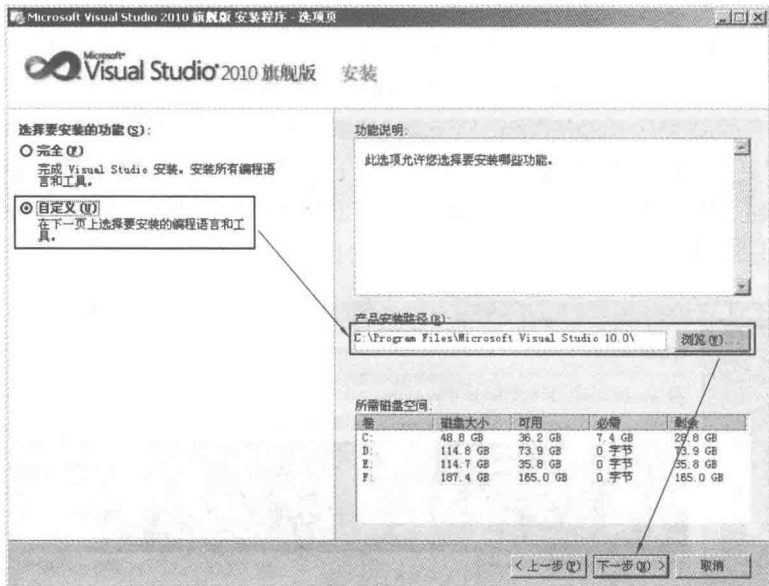 Microsoft Visual Studio 2010 旗舰版 安装程序 - 选项页
Microsoft
Visual Studio 2010 旗舰版 安装
选择要安装的功能(S):
完全(F)
完成 Visual Studio 安装。安装所有编程语
言和工具。
自定义(U)
在下一页上选择要安装的编程语言和工
具。
功能说明:
此选项允许您选择要安装哪些功能。
产品安装路径
C:\Program Files\Microsoft Visual Studio 10.0\
浏览
所需磁盘空间:
卷 磁盘大小 可用 必需 剩余
C: 48.8 GB 36.2 GB 7.4 GB 28.8 GB
D: 114.8 GB 73.9 GB 0 字节 73.9 GB
E: 114.7 GB 35.8 GB 0 字节 35.8 GB
F: 187.4 GB 165.0 GB 0 字节 165.0 GB
< 上一步(P) 下一步(N) > 取消